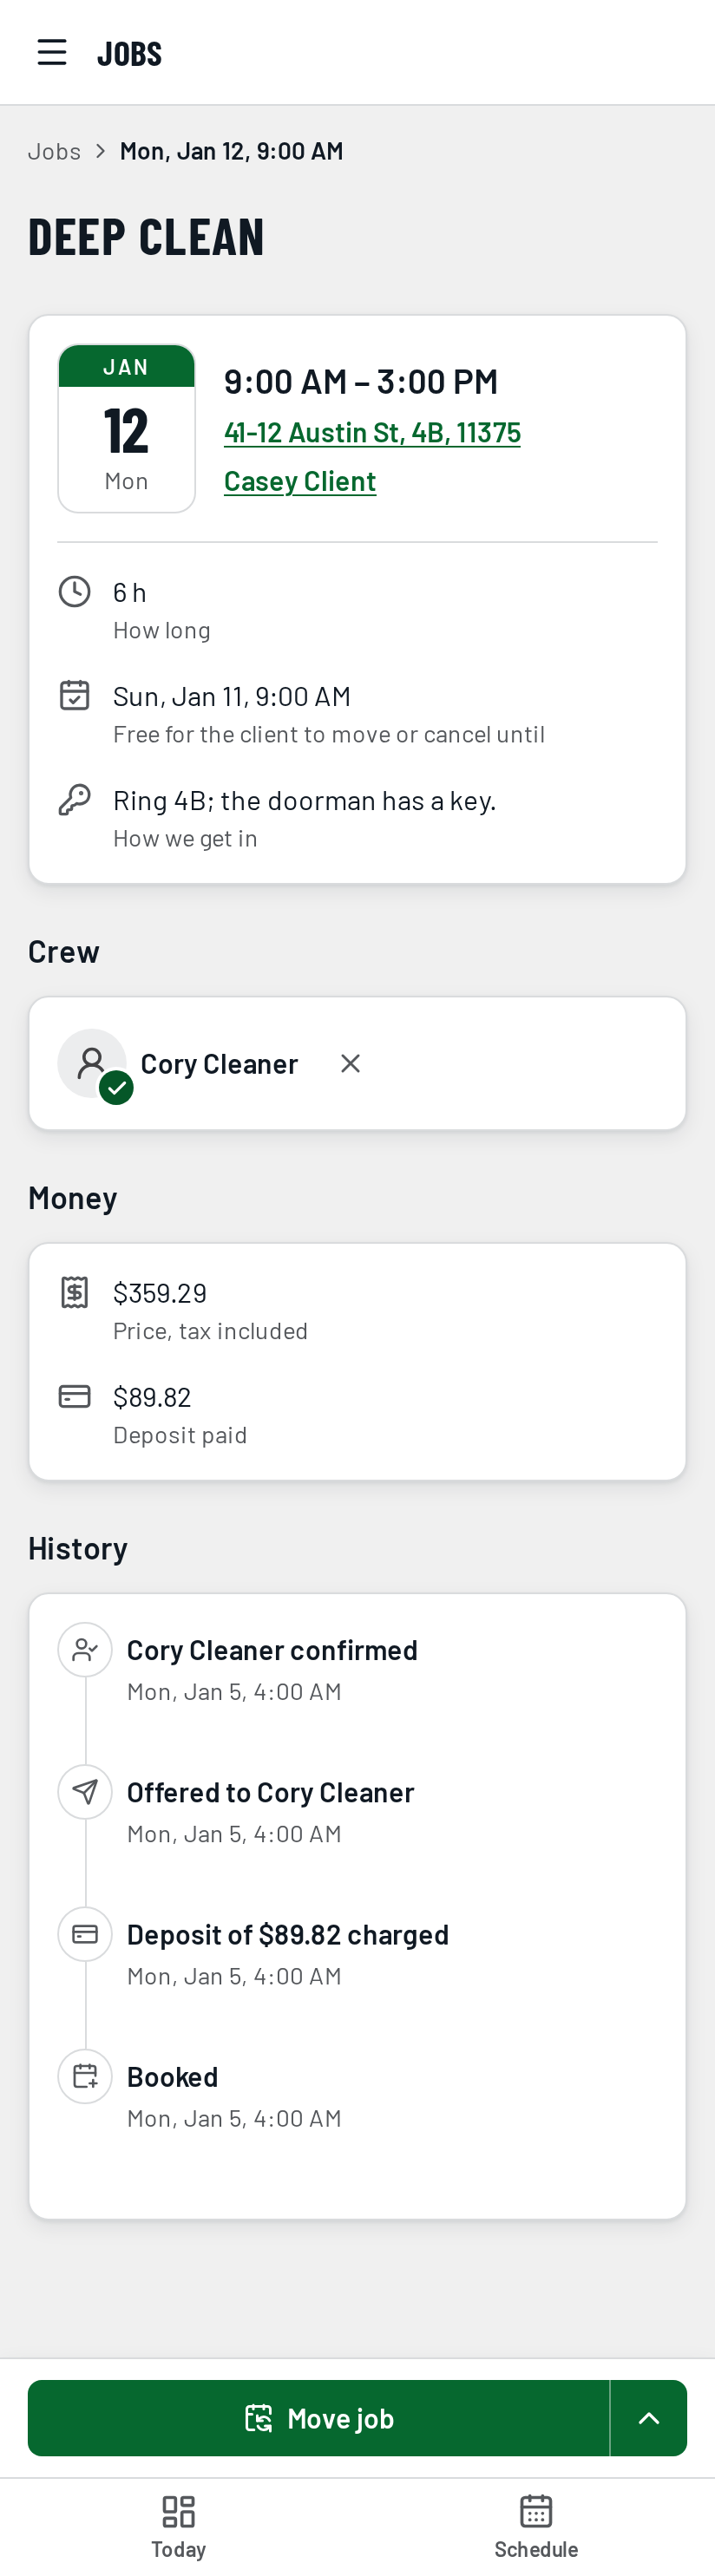 JOBS
Jobs > Mon, Jan 12, 9:00 AM
DEEP CLEAN
JAN
12
Mon
9:00 AM – 3:00 PM
41-12 Austin St, 4B, 11375
Casey Client
6 h
How long
Sun, Jan 11, 9:00 AM
Free for the client to move or cancel until
Ring 4B; the doorman has a key.
How we get in
Crew
Cory Cleaner
Money
$359.29
Price, tax included
$89.82
Deposit paid
History
Cory Cleaner confirmed
Mon, Jan 5, 4:00 AM
Offered to Cory Cleaner
Mon, Jan 5, 4:00 AM
Deposit of $89.82 charged
Mon, Jan 5, 4:00 AM
Booked
Mon, Jan 5, 4:00 AM
Move job
Today
Schedule